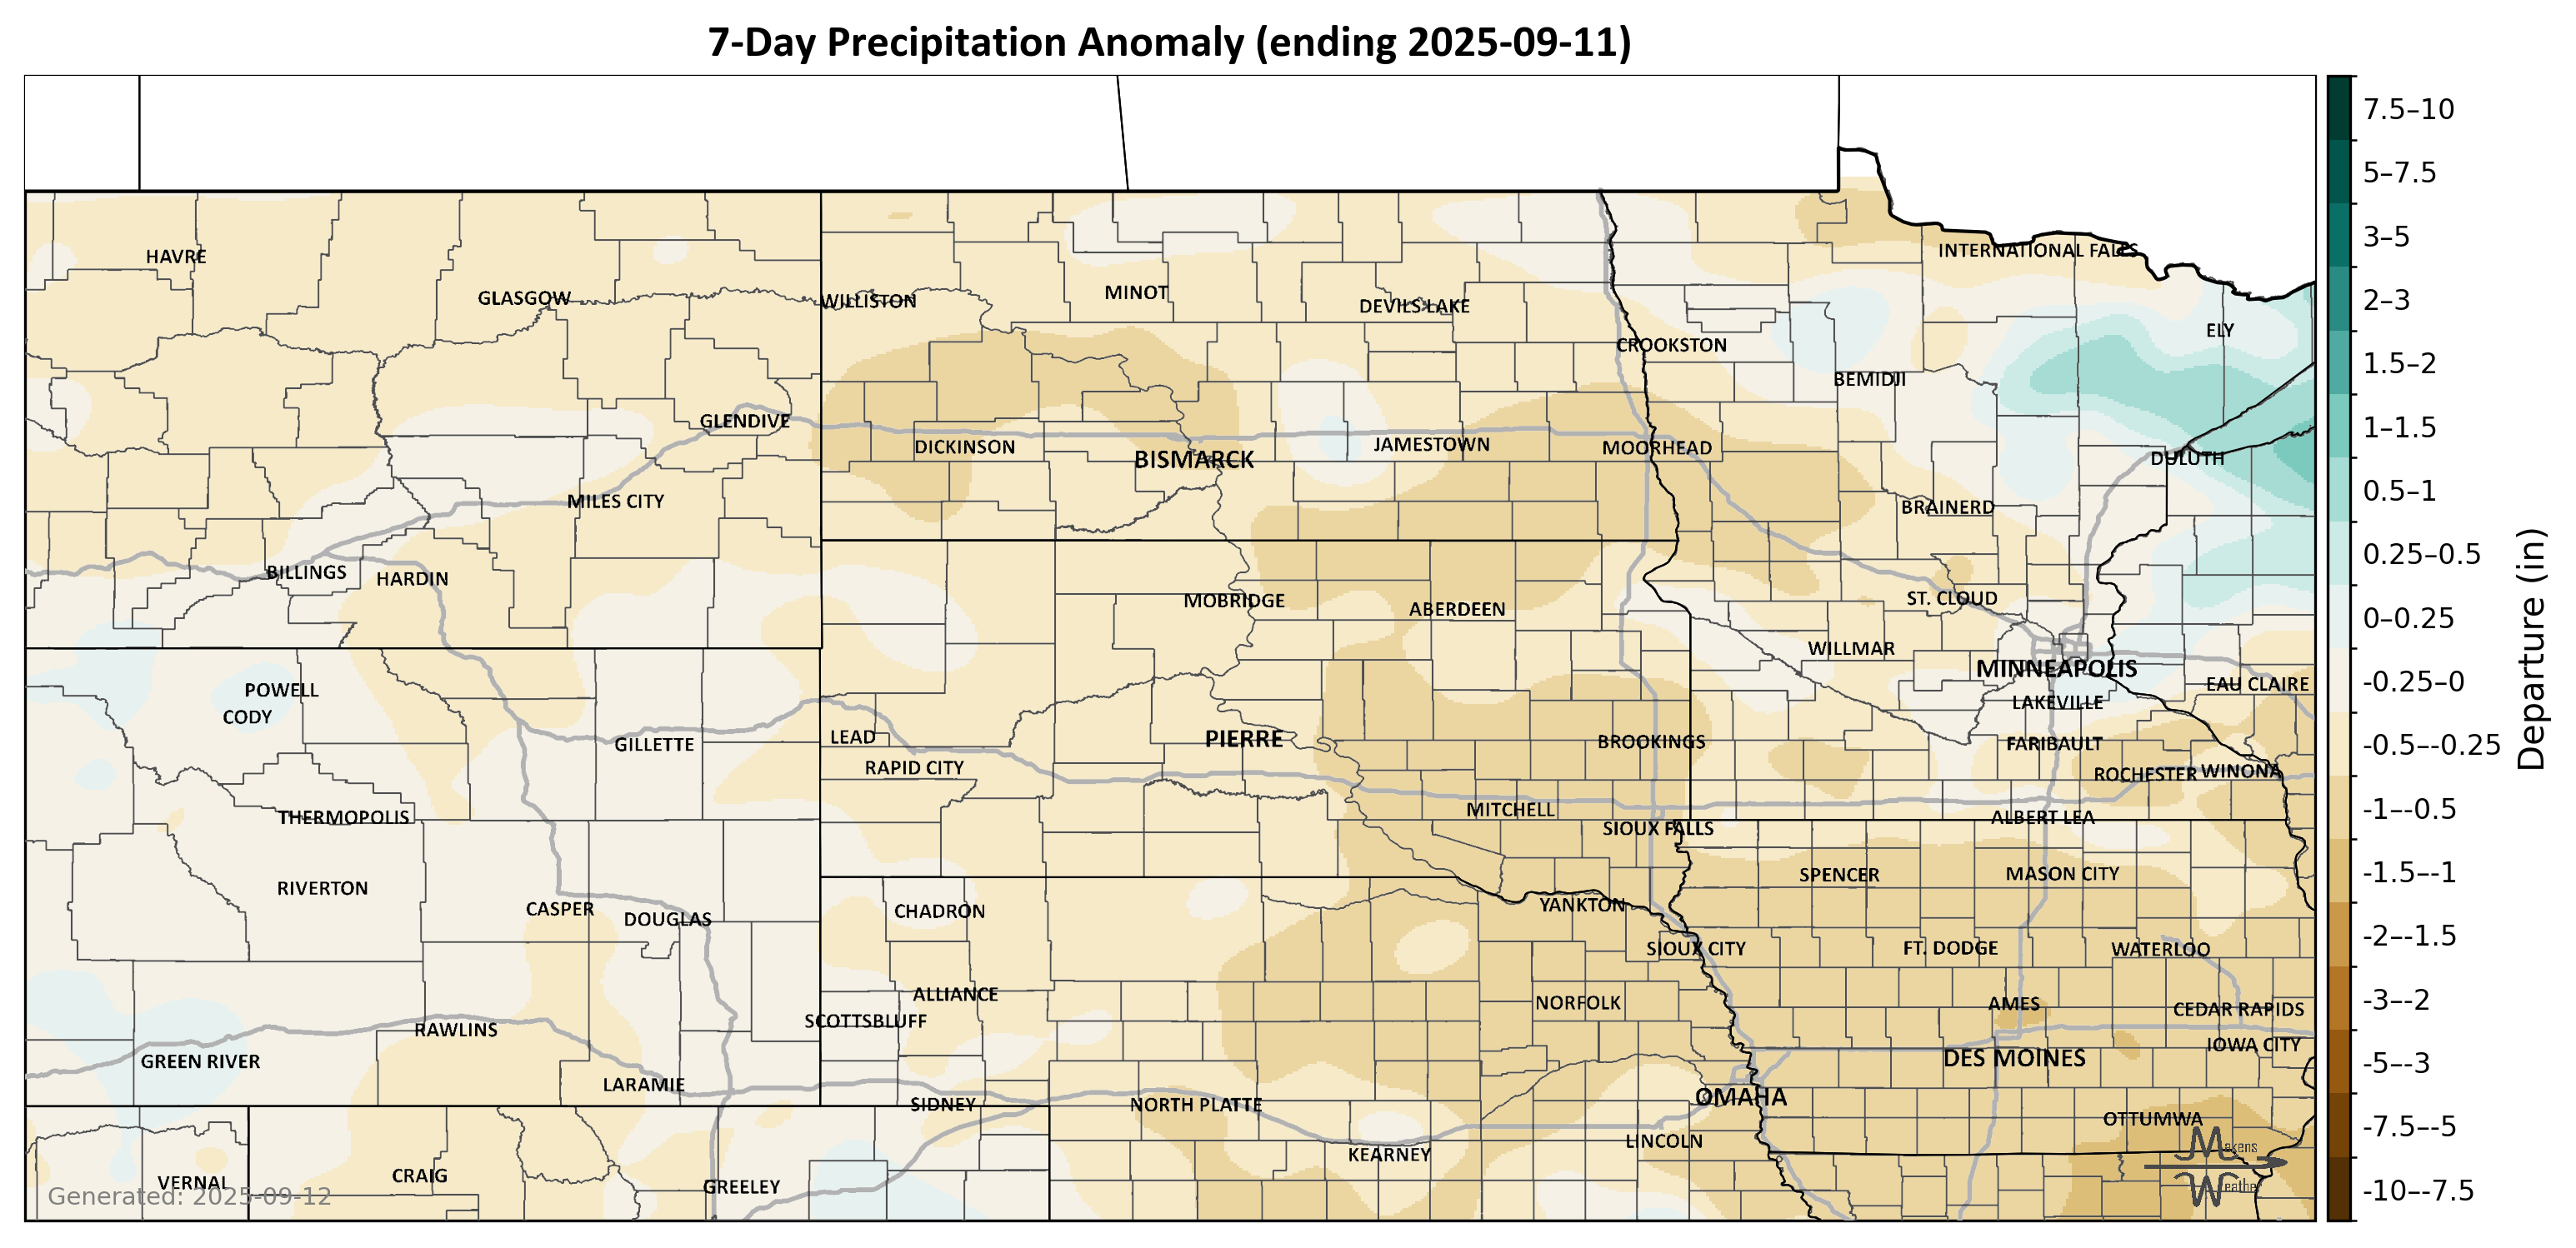 7-Day Precipitation Anomaly (ending 2025-09-11)
HAVRE
GLASGOW
WILLISTON
MINOT
DEVILS LAKE
INTERNATIONAL FALLS
ELY
CROOKSTON
BEMIDJI
GLENDIVE
DICKINSON
BISMARCK
JAMESTOWN
MOORHEAD
DULUTH
MILES CITY
BRAINERD
BILLINGS
HARDIN
MOBRIDGE
ABERDEEN
ST. CLOUD
WILLMAR
MINNEAPOLIS
POWELL
EAU CLAIRE
CODY
LAKEVILLE
GILLETTE
LEAD
PIERRE
BROOKINGS
FARIBAULT
RAPID CITY
ROCHESTER
WINONA
THERMOPOLIS
MITCHELL
SIOUX FALLS
ALBERT LEA
RIVERTON
SPENCER
MASON CITY
CASPER
DOUGLAS
CHADRON
YANKTON
SIOUX CITY
FT. DODGE
WATERLOO
ALLIANCE
NORFOLK
AMES
CEDAR RAPIDS
SCOTTSBLUFF
RAWLINS
IOWA CITY
GREEN RIVER
DES MOINES
LARAMIE
OMAHA
SIDNEY
NORTH PLATTE
OTTUMWA
LINCOLN
KEARNEY
VERNAL
CRAIG
GREELEY
Generated: 2025-09-12
Makens
Weather
7.5–10
5–7.5
3–5
2–3
1.5–2
1–1.5
0.5–1
0.25–0.5
0–0.25
-0.25–0
-0.5–-0.25
-1–-0.5
-1.5–-1
-2–-1.5
-3–-2
-5–-3
-7.5–-5
-10–-7.5
Departure (in)